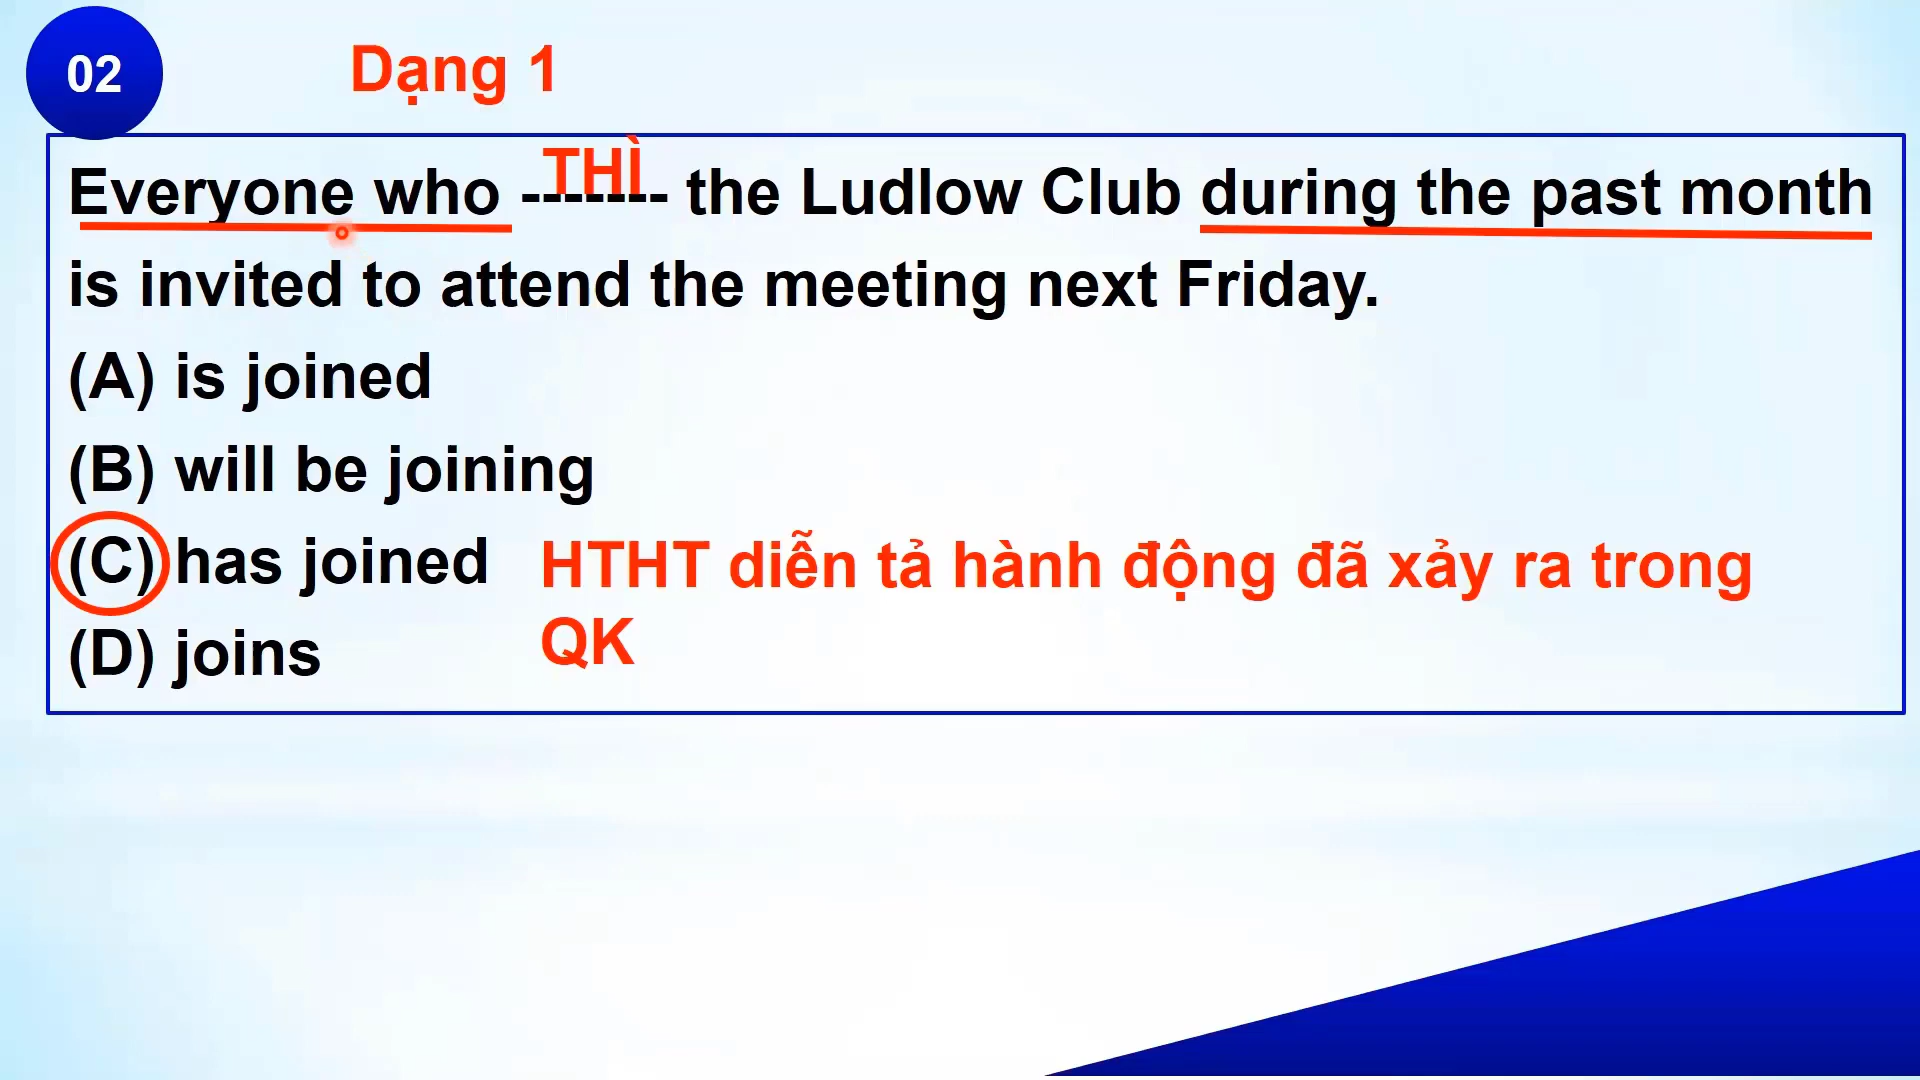 02
Dạng 1
THÌ
Everyone who ------- the Ludlow Club during the past month
is invited to attend the meeting next Friday.
(A) is joined
(B) will be joining
(C) has joined
HTHT diễn tả hành động đã xảy ra trong
QK
(D) joins